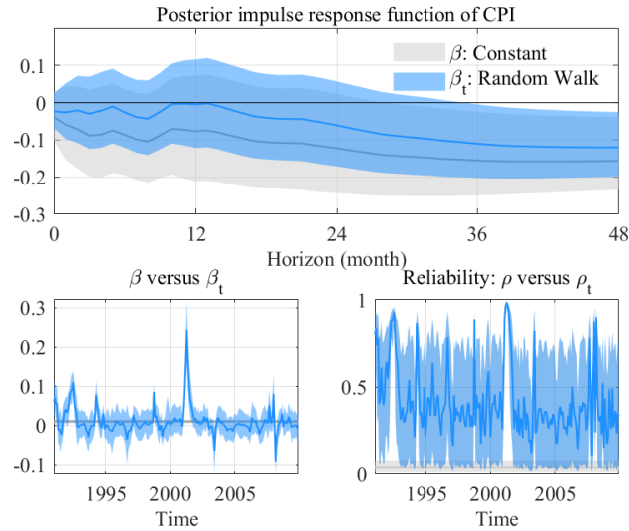 Posterior impulse response function of CPI
0.1
0
-0.1
-0.2
-0.3
β: Constant
βt: Random Walk
0 12 24 36 48
Horizon (month)
β versus βt
0.3
0.2
0.1
0
-0.1
1995 2000 2005
Time
Reliability: ρ versus ρt
1
0.5
0
1995 2000 2005
Time